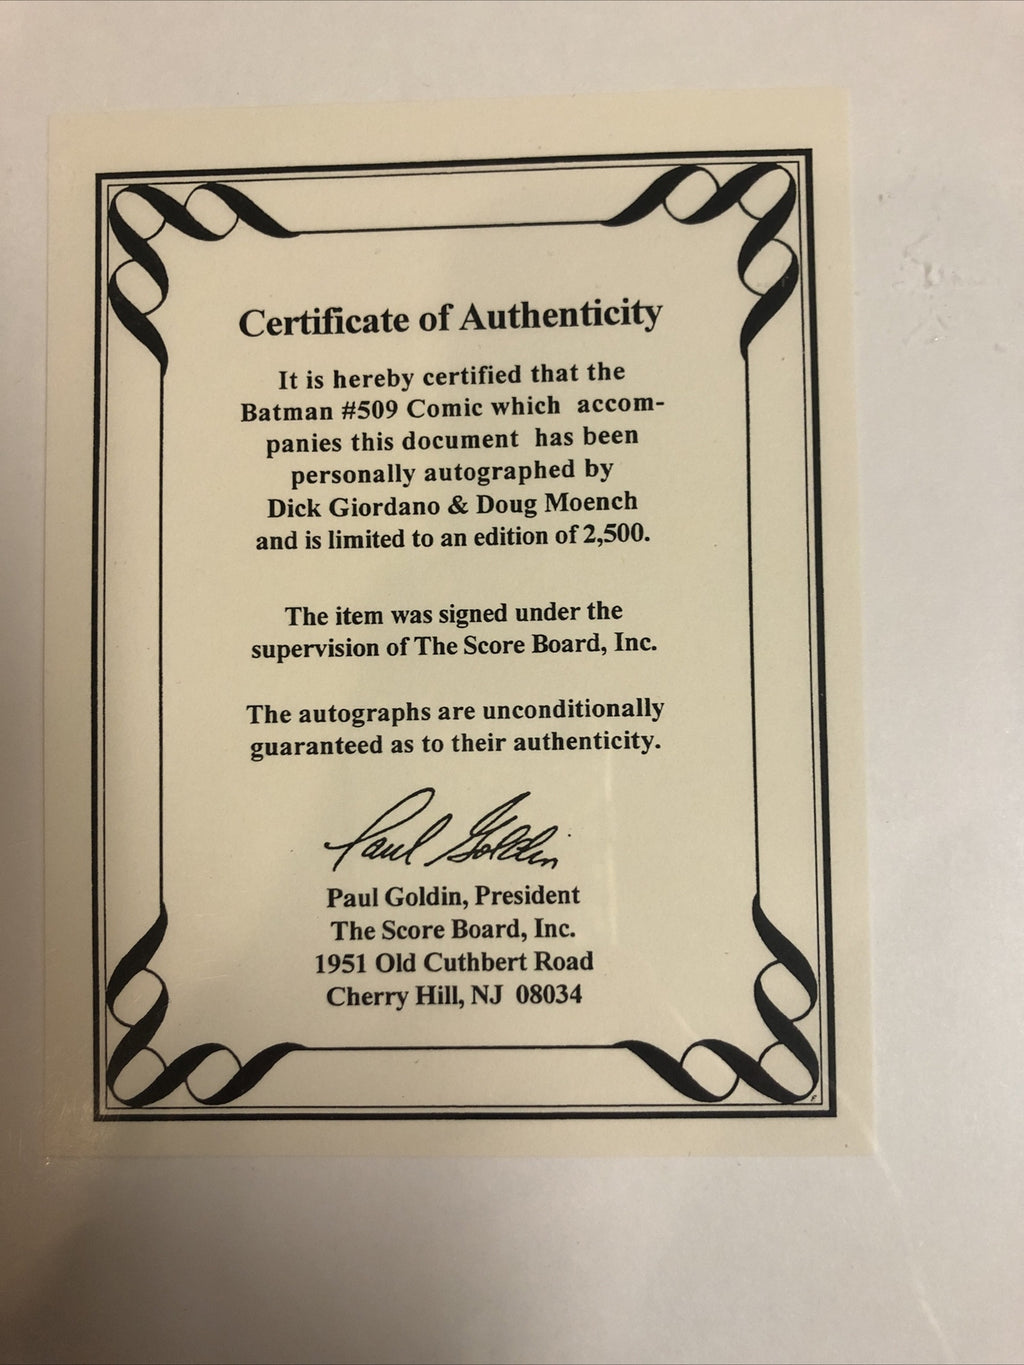 Certificate of Authenticity
It is hereby certified that the
Batman #509 Comic which accom-
panies this document has been
personally autographed by
Dick Giordano & Doug Moench
and is limited to an edition of 2,500.
The item was signed under the
supervision of The Score Board, Inc.
The autographs are unconditionally
guaranteed as to their authenticity.
Paul Goldin
Paul Goldin, President
The Score Board, Inc.
1951 Old Cuthbert Road
Cherry Hill, NJ 08034